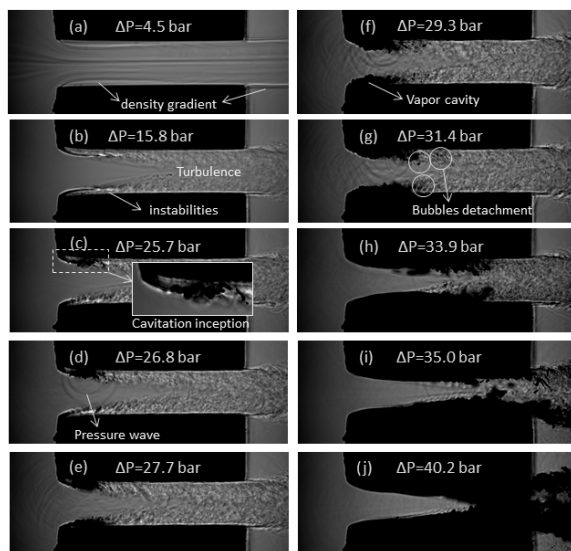 (a)
ΔP=4.5 bar
density gradient
(b)
ΔP=15.8 bar
Turbulence
instabilities
(c)
ΔP=25.7 bar
Cavitation inception
(d)
ΔP=26.8 bar
Pressure wave
(e)
ΔP=27.7 bar
(f)
ΔP=29.3 bar
Vapor cavity
(g)
ΔP=31.4 bar
Bubbles detachment
(h)
ΔP=33.9 bar
(i)
ΔP=35.0 bar
(j)
ΔP=40.2 bar